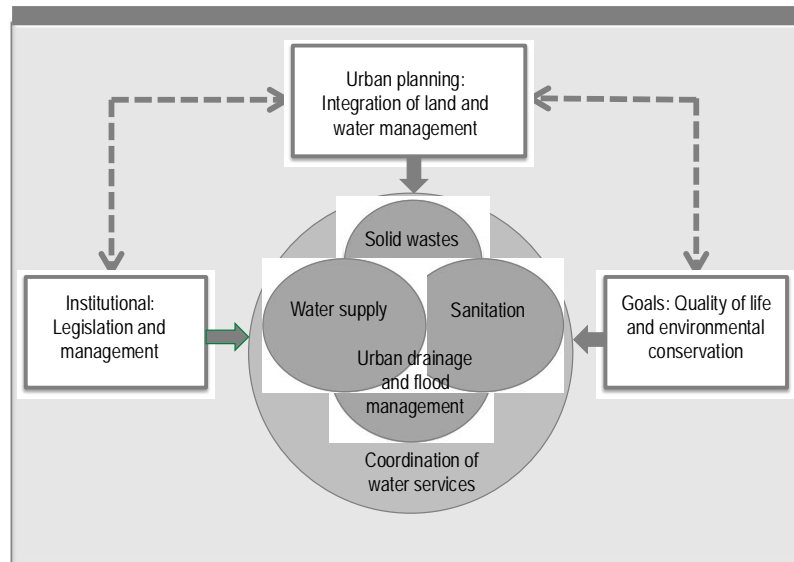 Urban planning:
Integration of land and
water management
Solid wastes
Institutional:
Legislation and
management
Water supply
Sanitation
Goals: Quality of life
and environmental
conservation
Urban drainage
and flood
management
Coordination of
water services